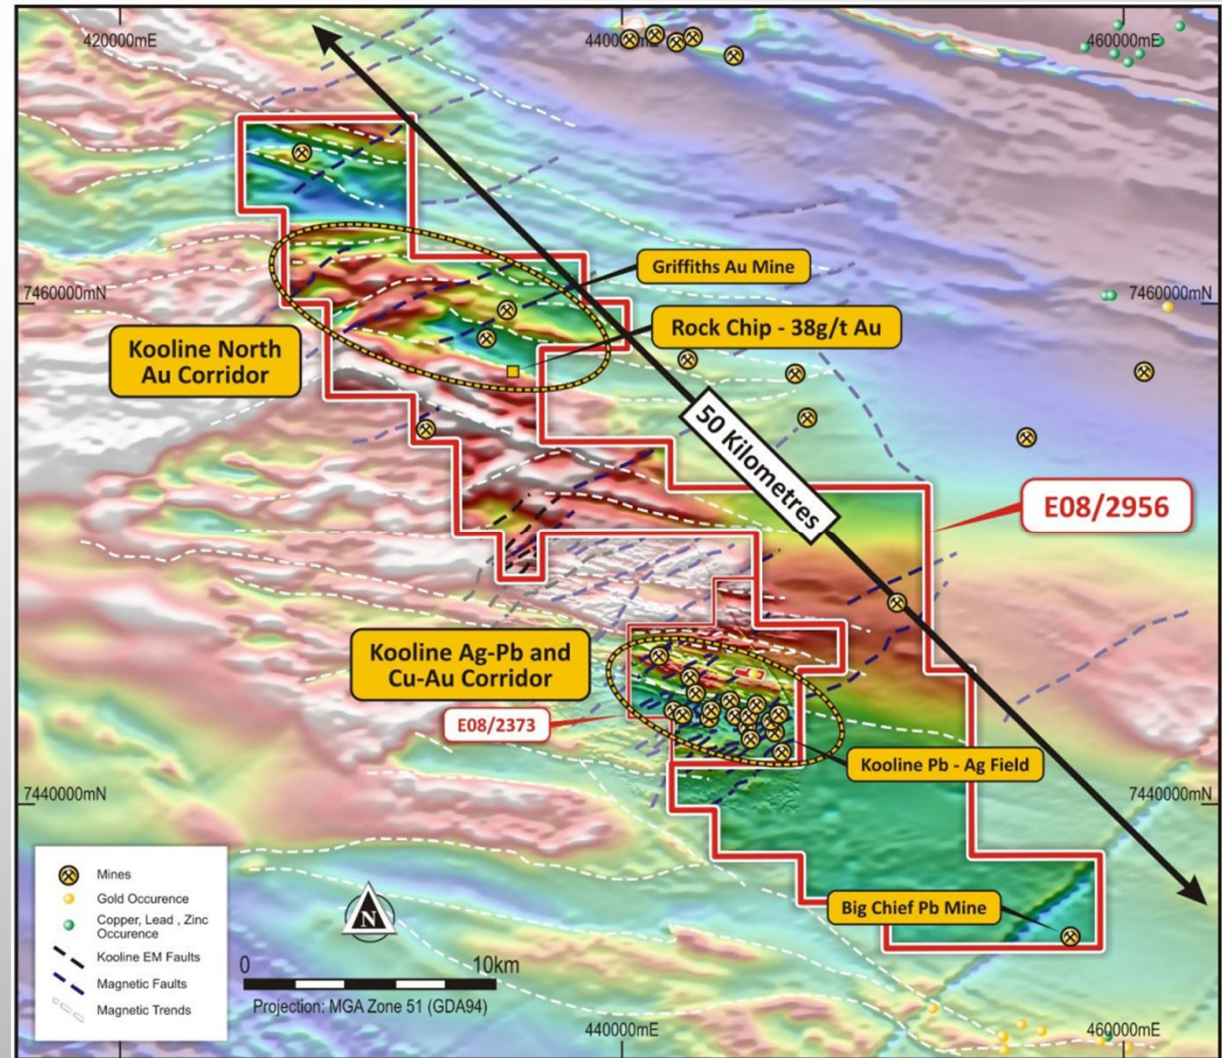 420000mE
440000mE
460000mE
Griffiths Au Mine
7460000mN
7460000mN
Rock Chip - 38g/t Au
Kooline North
Au Corridor
50 Kilometres
E08/2956
Kooline Ag-Pb and
Cu-Au Corridor
E08/2373
Kooline Pb - Ag Field
7440000mN
7440000mN
Big Chief Pb Mine
Mines
Gold Occurence
Copper, Lead , Zinc
Occurence
Kooline EM Faults
Magnetic Faults
Magnetic Trends
N
0
10km
Projection: MGA Zone 51 (GDA94)
440000mE
460000mE